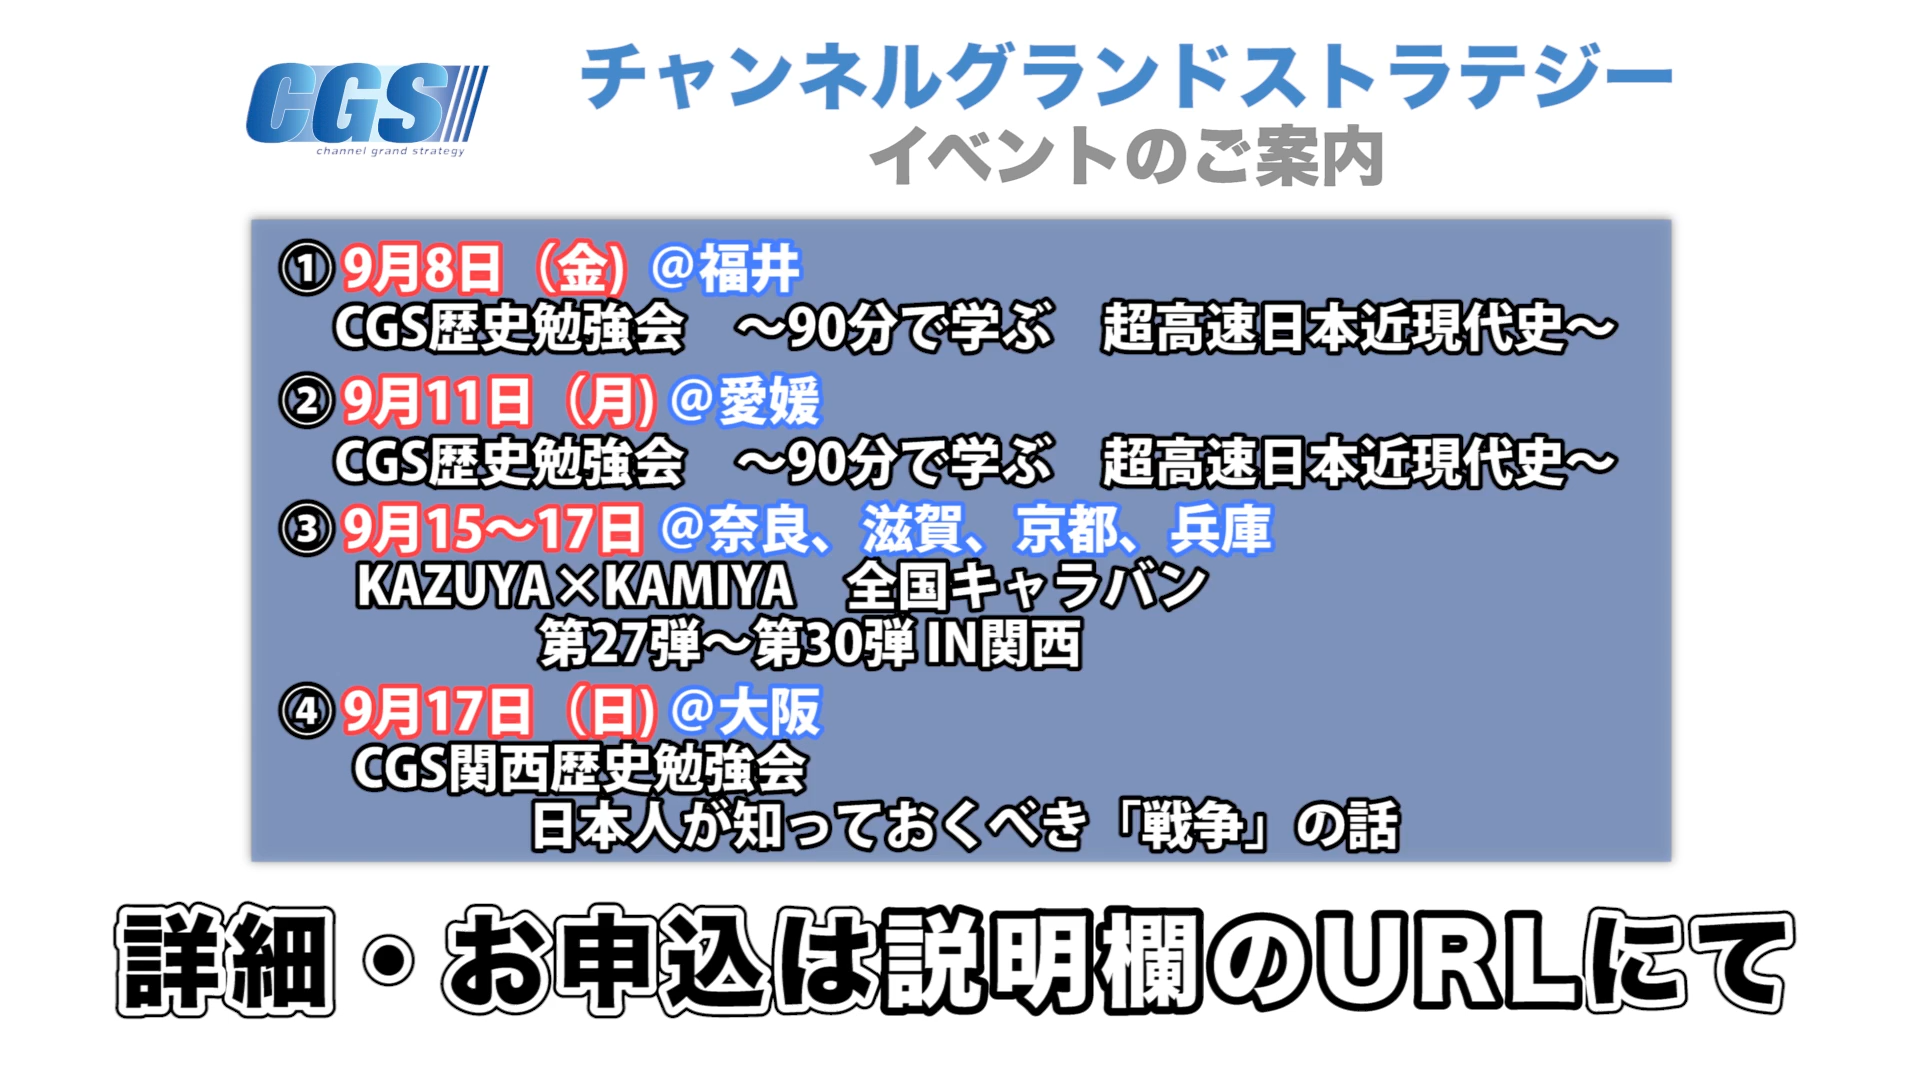 CGS
channel grand strategy
チャンネルグランドストラテジー
イベントのご案内
① 9月8日（金）@福井
CGS歴史勉強会　～90分で学ぶ　超高速日本近現代史～
② 9月11日（月）@愛媛
CGS歴史勉強会　～90分で学ぶ　超高速日本近現代史～
③ 9月15～17日 @奈良、滋賀、京都、兵庫
KAZUYA×KAMIYA　全国キャラバン
第27弾～第30弾 IN関西
④ 9月17日（日）@大阪
CGS関西歴史勉強会
日本人が知っておくべき「戦争」の話
詳細・お申込は説明欄のURLにて